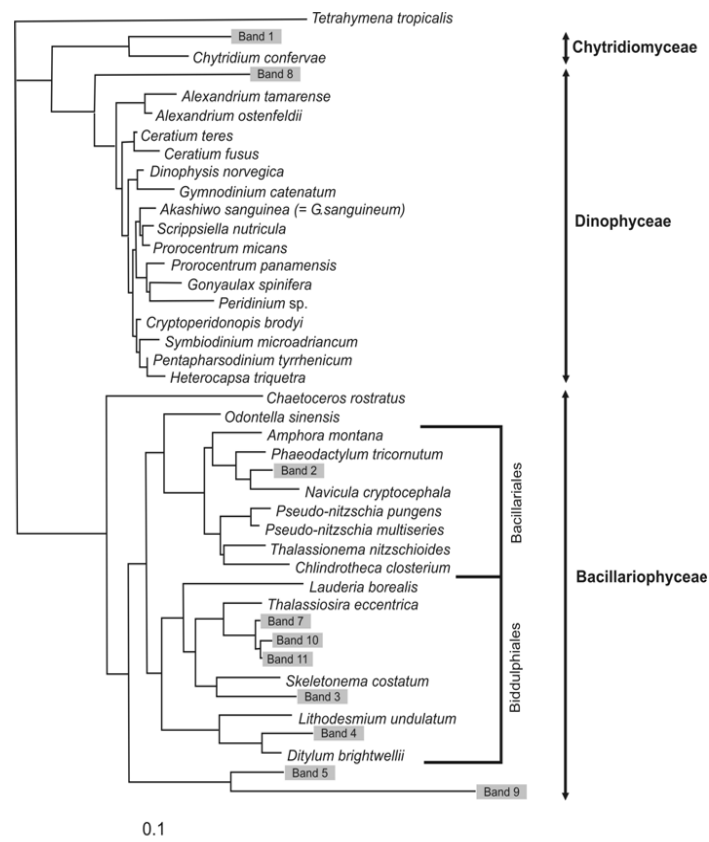 Tetrahymena tropicalis
Band 1
Chytridium confervae
Chytridiomyceae
Band 8
Alexandrium tamarense
Alexandrium ostenfeldii
Ceratium teres
Ceratium fusus
Dinophysis norvegica
Gymnodinium catenatum
Akashiwo sanguinea (= G.sanguineum)
Scrippsiella nutricula
Prorocentrum micans
Prorocentrum panamensis
Gonyaulax spinifera
Peridinium sp.
Cryptoperidonopis brodyi
Symbiodinium microadriancum
Pentapharsodinium tyrrhenicum
Heterocapsa triquetra
Dinophyceae
Chaetoceros rostratus
Odontella sinensis
Amphora montana
Phaeodactylum tricornutum
Band 2
Navicula cryptocephala
Pseudo-nitzschia pungens
Pseudo-nitzschia multiseries
Thalassionema nitzschioides
Chlindrotheca closterium
Bacillariales
Lauderia borealis
Thalassiosira eccentrica
Band 7
Band 10
Band 11
Skeletonema costatum
Band 3
Lithodesmium undulatum
Band 4
Ditylum brightwellii
Biddulphiales
Band 5
Band 9
Bacillariophyceae
0.1